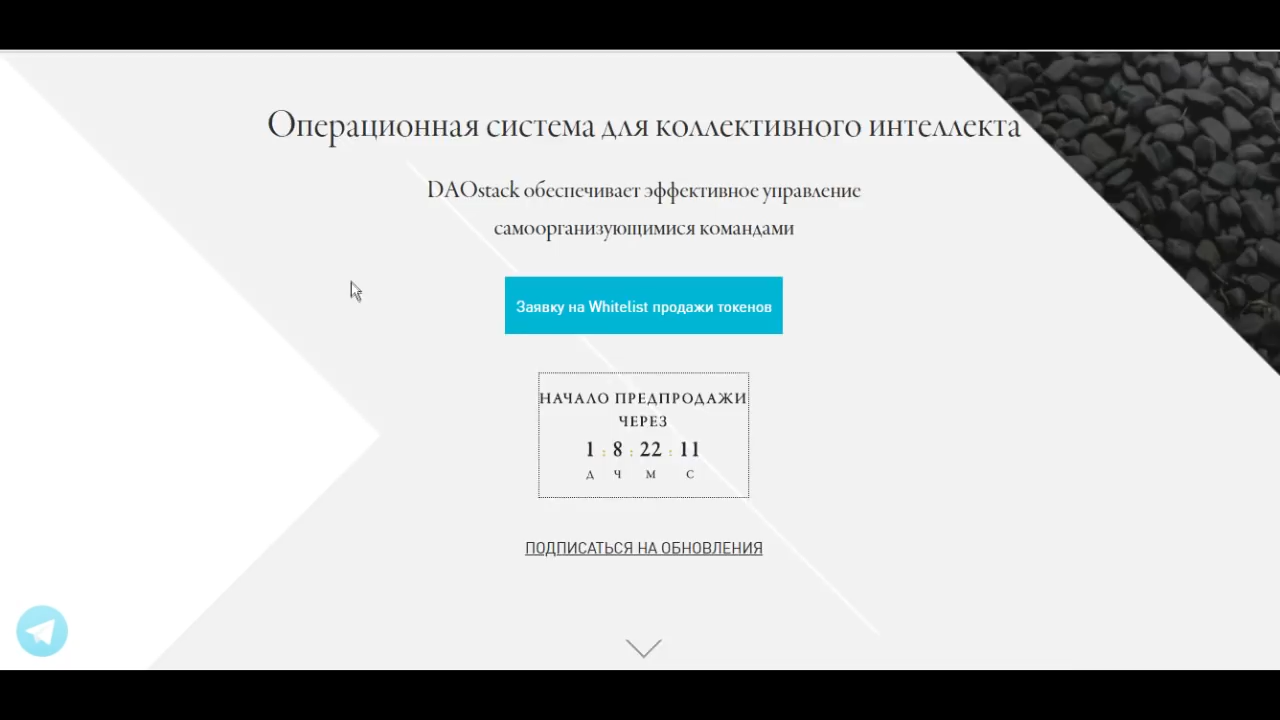 Операционная система для коллективного интеллекта
DAOstack обеспечивает эффективное управление
самоорганизующимися командами
Заявку на Whitelist продажи токенов
НАЧАЛО ПРЕДПРОДАЖИ
ЧЕРЕЗ
1 : 8 : 22 : 11
Д Ч М С
ПОДПИСАТЬСЯ НА ОБНОВЛЕНИЯ